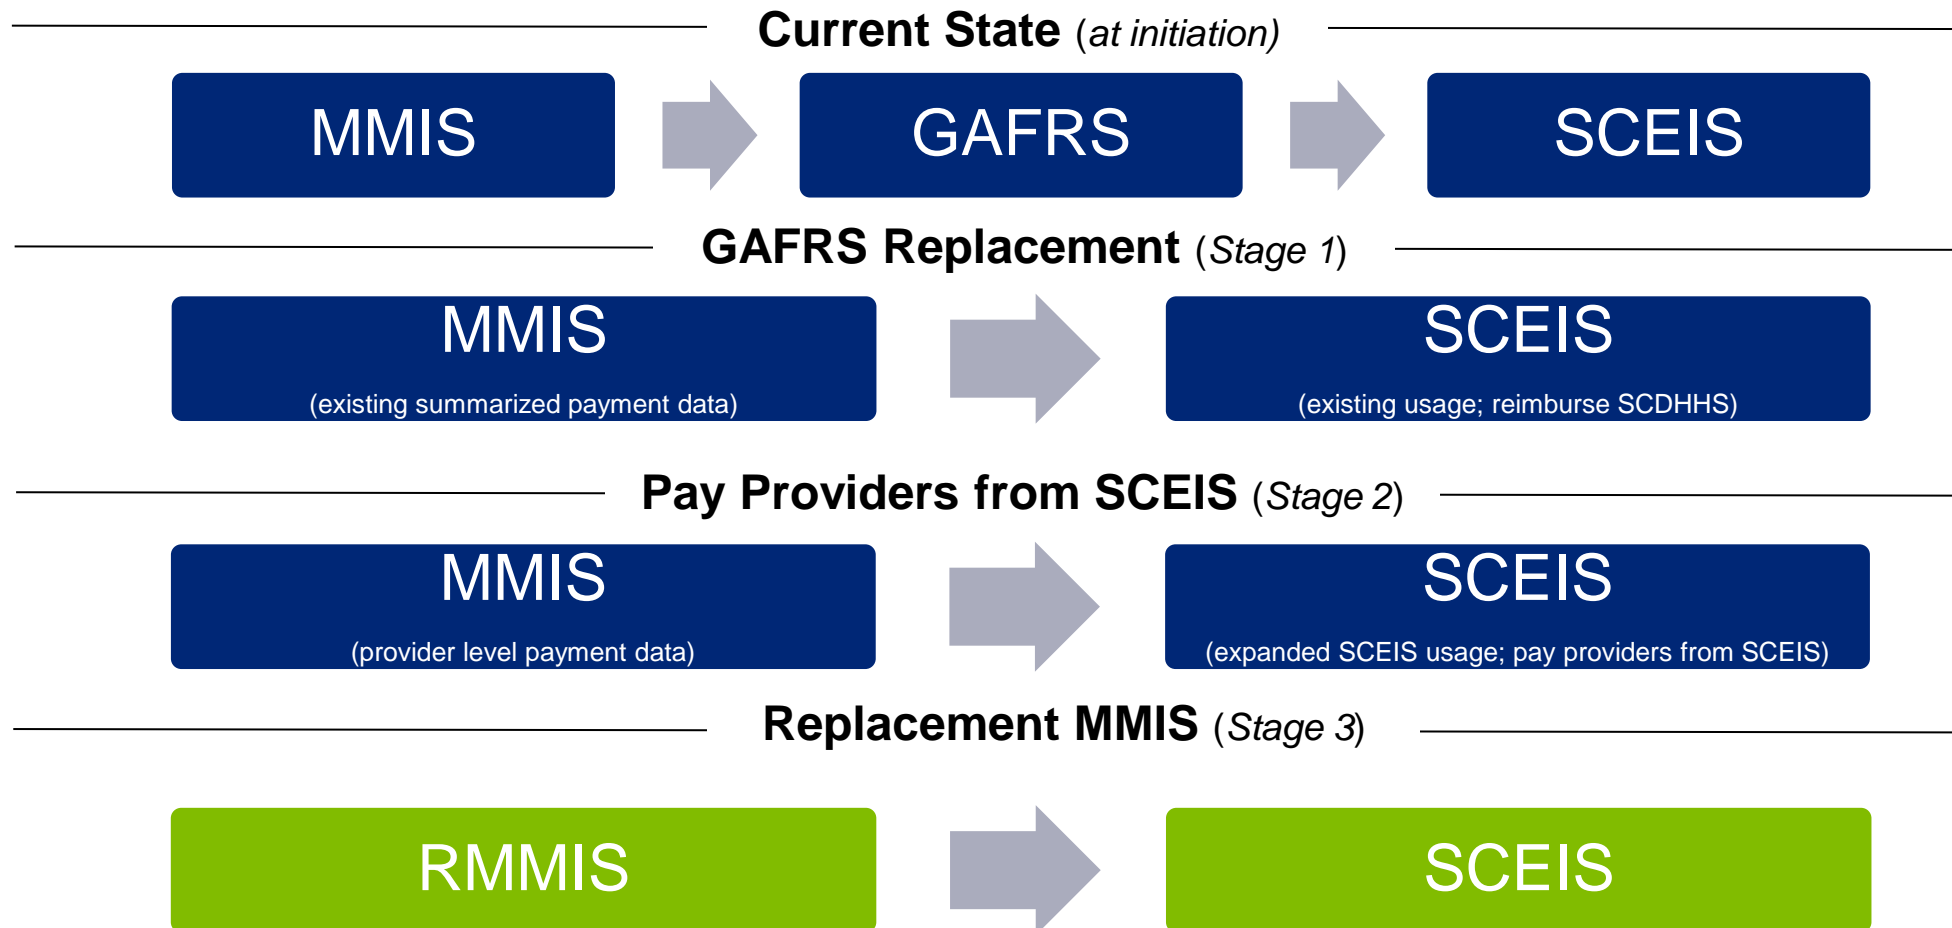 Current State (at initiation)
MMIS
GAFRS
SCEIS
GAFRS Replacement (Stage 1)
MMIS
(existing summarized payment data)
SCEIS
(existing usage; reimburse SCDHHS)
Pay Providers from SCEIS (Stage 2)
MMIS
(provider level payment data)
SCEIS
(expanded SCEIS usage; pay providers from SCEIS)
Replacement MMIS (Stage 3)
RMMIS
SCEIS